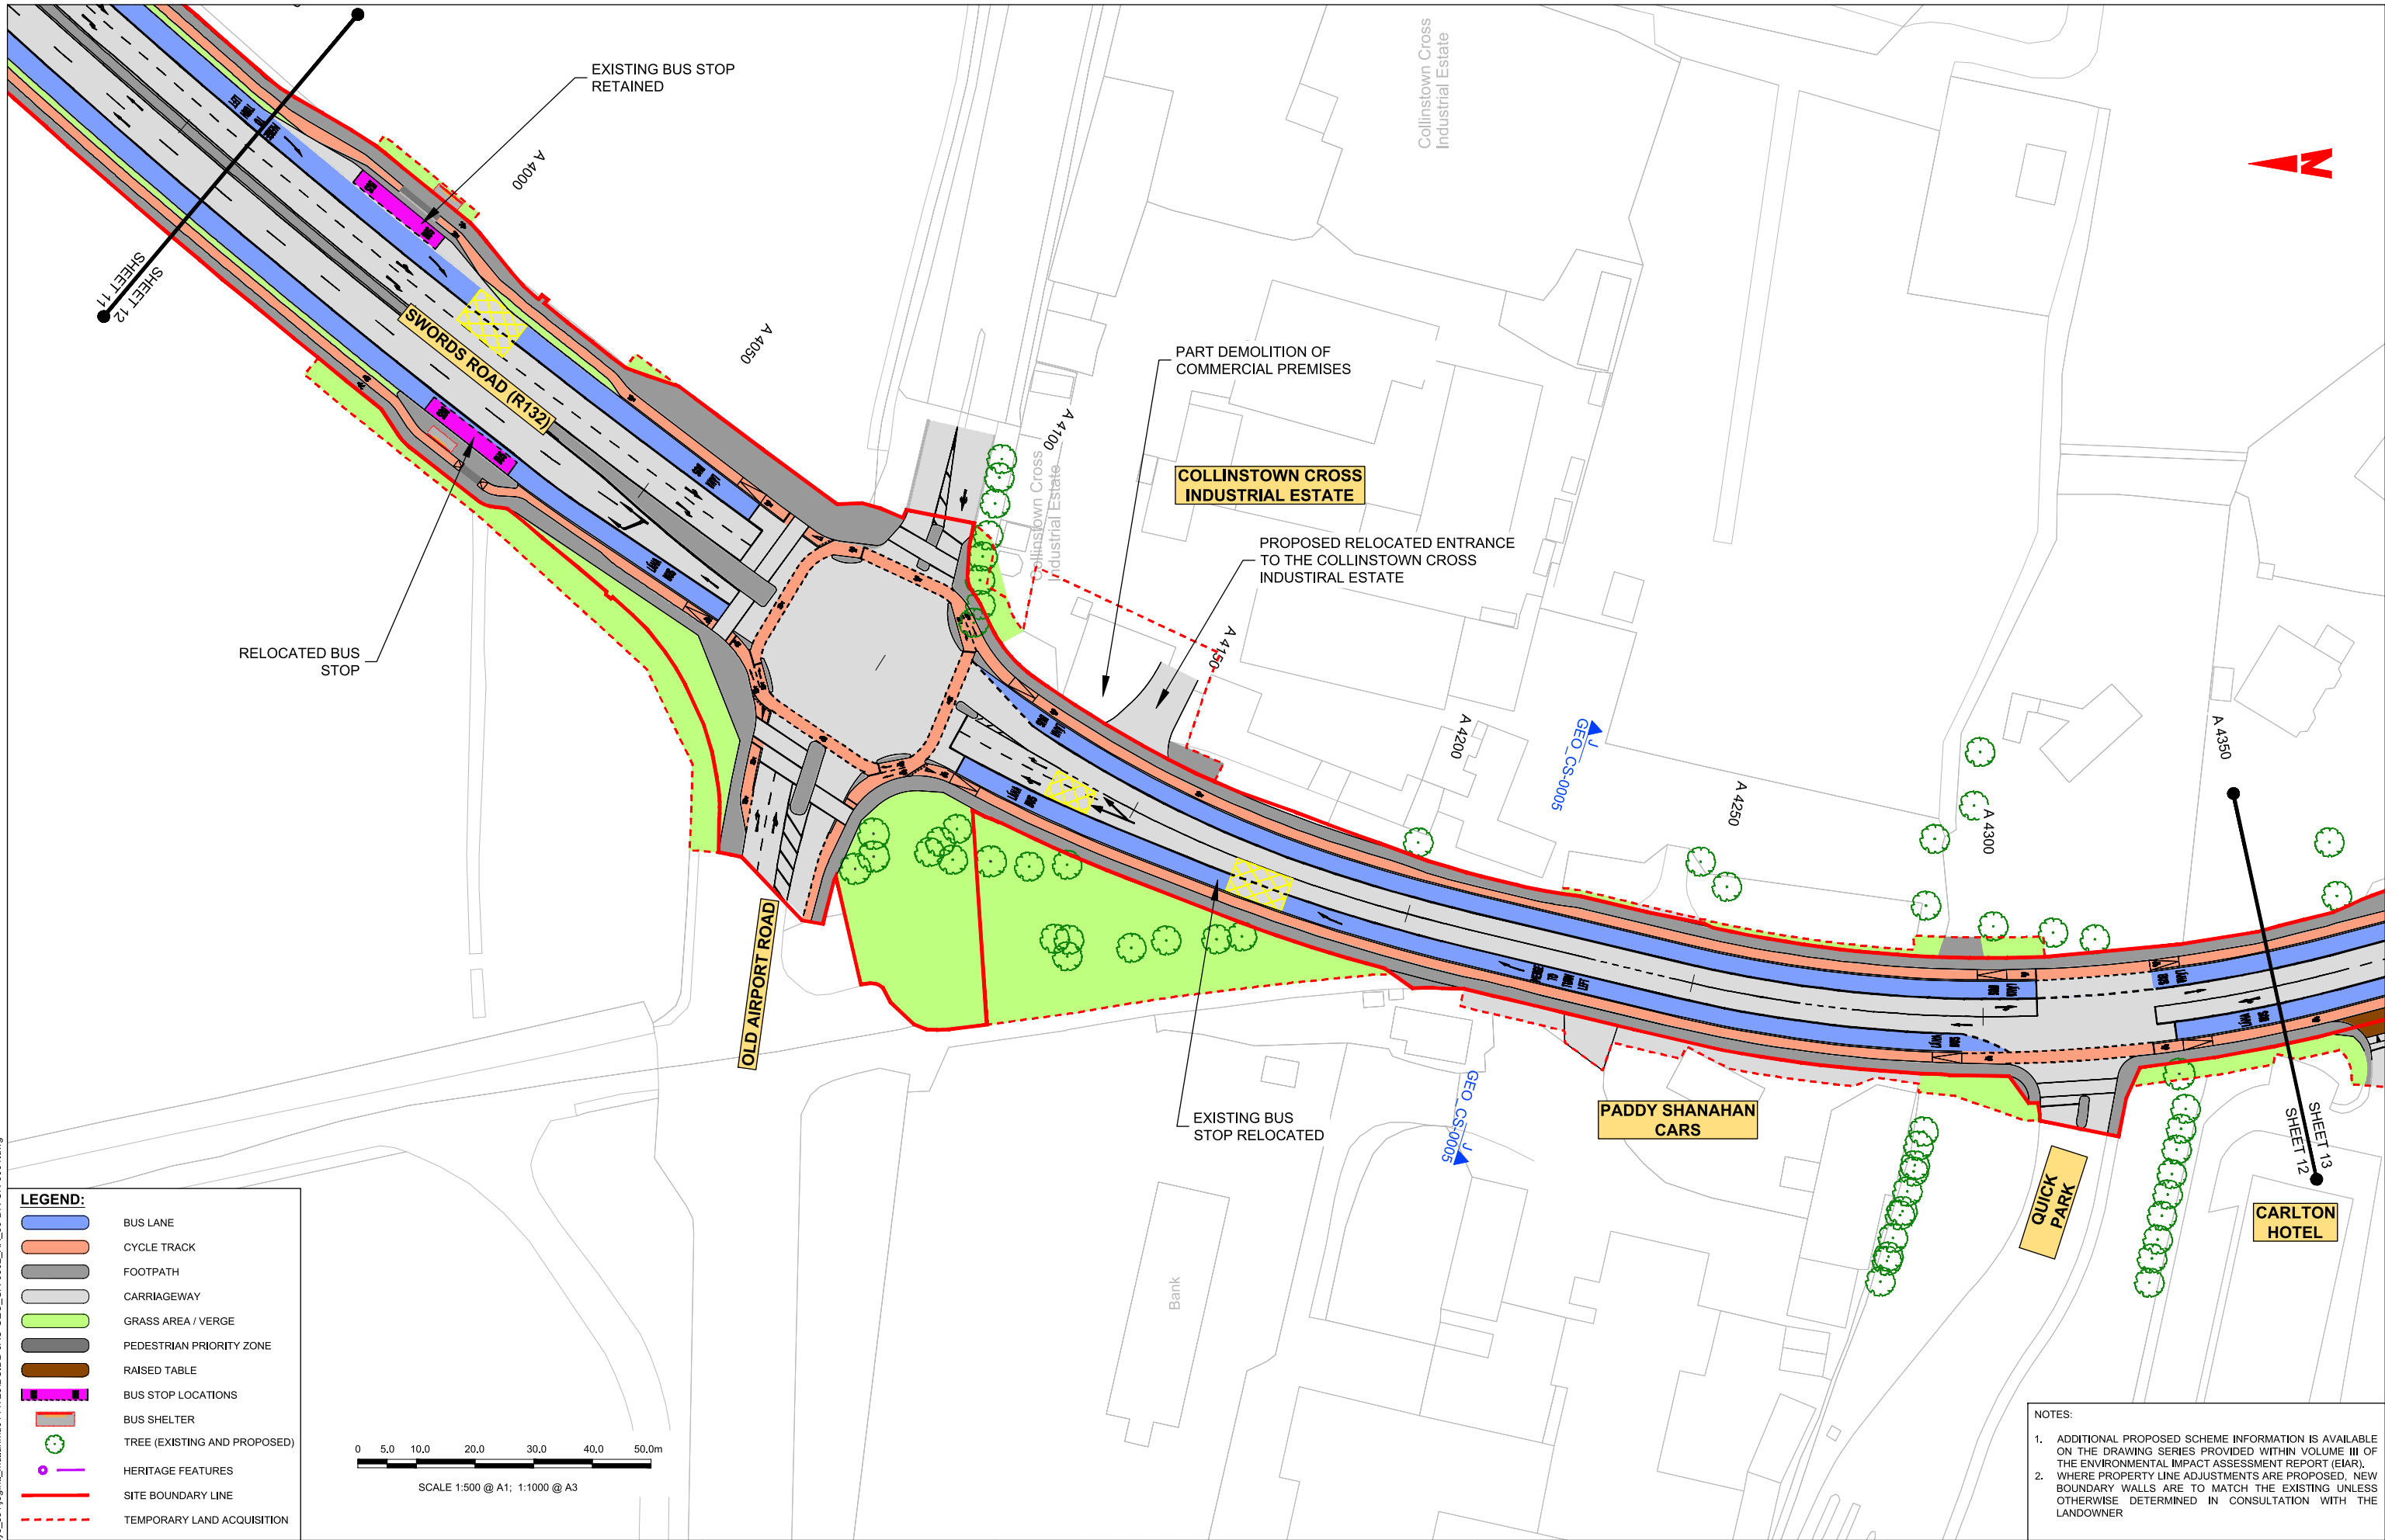 EXISTING BUS STOP
RETAINED
Collinstown Cross
Industrial Estate
N
A 4000
SHEET 11
SHEET 12
SWORDS ROAD (R132)
A 4050
PART DEMOLITION OF
COMMERCIAL PREMISES
A 4100
Collinstown Cross
Industrial Estate
COLLINSTOWN CROSS
INDUSTRIAL ESTATE
PROPOSED RELOCATED ENTRANCE
TO THE COLLINSTOWN CROSS
INDUSTIRAL ESTATE
RELOCATED BUS
STOP
A 4150
A 4200
J
GEO_CS-0005
A 4250
A 4300
A 4350
LÁNA
BUS
BUS
LÁNA
OLD AIRPORT ROAD
EXISTING BUS
STOP RELOCATED
J
GEO_CS-0005
PADDY SHANAHAN
CARS
QUICK
PARK
SHEET 13
SHEET 12
CARLTON
HOTEL
Bank
LEGEND:
BUS LANE
CYCLE TRACK
FOOTPATH
CARRIAGEWAY
GRASS AREA / VERGE
PEDESTRIAN PRIORITY ZONE
RAISED TABLE
BUS STOP LOCATIONS
BUS SHELTER
TREE (EXISTING AND PROPOSED)
HERITAGE FEATURES
SITE BOUNDARY LINE
TEMPORARY LAND ACQUISITION
0 5.0 10.0 20.0 30.0 40.0 50.0m
SCALE 1:500 @ A1; 1:1000 @ A3
NOTES:
1. ADDITIONAL PROPOSED SCHEME INFORMATION IS AVAILABLE
ON THE DRAWING SERIES PROVIDED WITHIN VOLUME III OF
THE ENVIRONMENTAL IMPACT ASSESSMENT REPORT (EIAR).
2. WHERE PROPERTY LINE ADJUSTMENTS ARE PROPOSED, NEW
BOUNDARY WALLS ARE TO MATCH THE EXISTING UNLESS
OTHERWISE DETERMINED IN CONSULTATION WITH THE
LANDOWNER